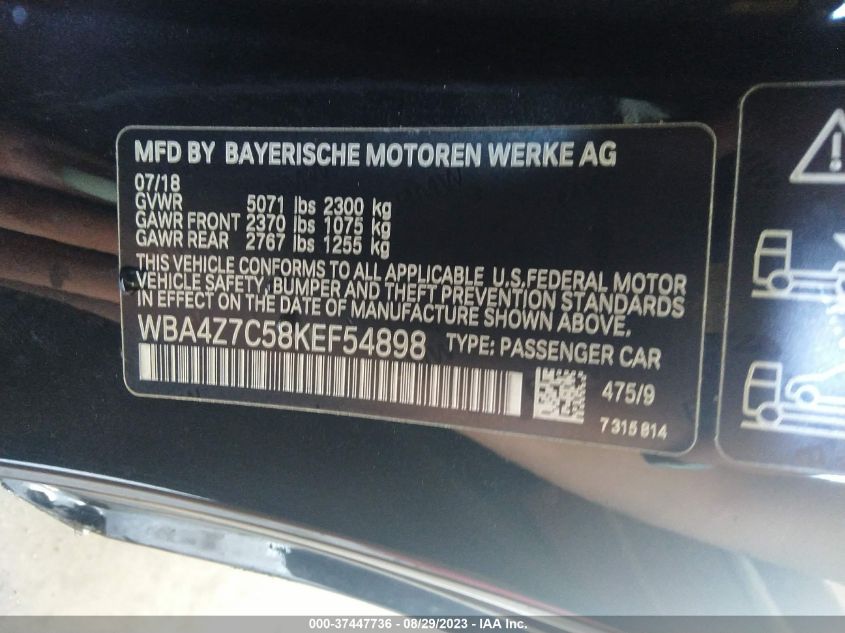 MFD BY BAYERISCHE MOTOREN WERKE AG
07/18
GVWR 5071 lbs 2300 kg
GAWR FRONT 2370 lbs 1075 kg
GAWR REAR 2767 lbs 1255 kg
THIS VEHICLE CONFORMS TO ALL APPLICABLE U.S.FEDERAL MOTOR
VEHICLE SAFETY, BUMPER AND THEFT PREVENTION STANDARDS
IN EFFECT ON THE DATE OF MANUFACTURE SHOWN ABOVE.
WBA4Z7C58KEF54898 TYPE: PASSENGER CAR
475/9
7 315 814
000-37447736 - 08/29/2023 - IAA Inc.